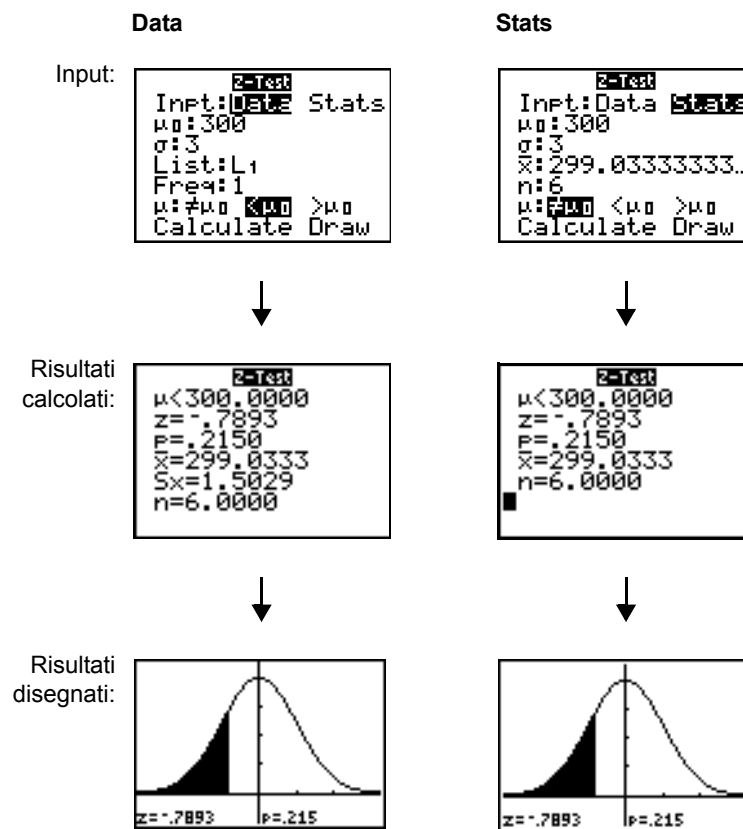 Data Stats
Input:
Z-Test
Inpt:Data Stats
μ0:300
σ:3
List:L1
Freq:1
μ:≠μ0 <μ0 >μ0
Calculate Draw
Z-Test
Inpt:Data Stats
μ0:300
σ:3
x̄:299.03333333…
n:6
μ:≠μ0 <μ0 >μ0
Calculate Draw
Risultati
calcolati:
Z-Test
μ<300.0000
z=-.7893
p=.2150
x̄=299.0333
Sx=1.5029
n=6.0000
Z-Test
μ<300.0000
z=-.7893
p=.2150
x̄=299.0333
n=6.0000
Risultati
disegnati:
z=-.7893 p=.215
z=-.7893 p=.215